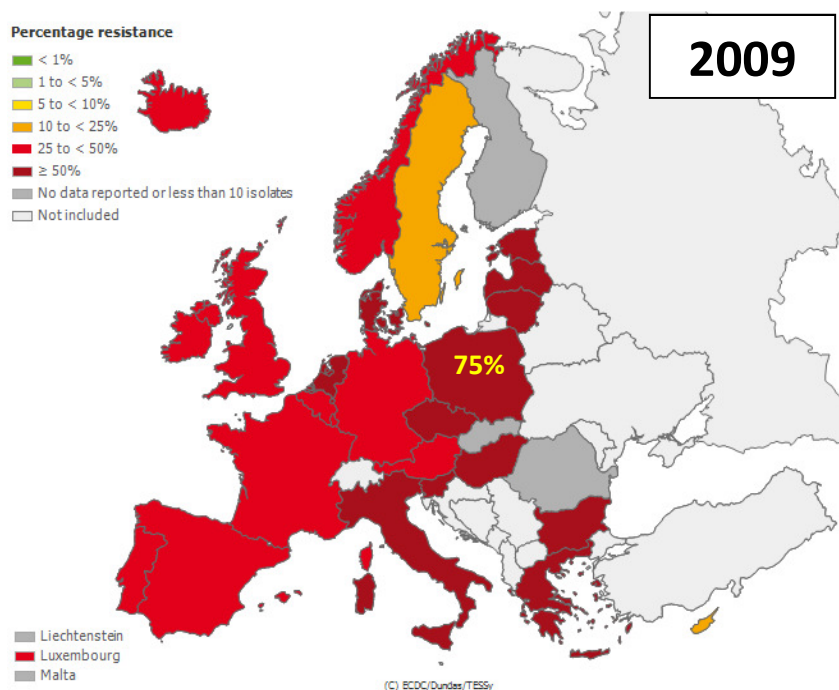 Percentage resistance
< 1%
1 to < 5%
5 to < 10%
10 to < 25%
25 to < 50%
≥ 50%
No data reported or less than 10 isolates
Not included
2009
75%
Liechtenstein
Luxembourg
Malta
(C) ECDC/Dundas/TESSy